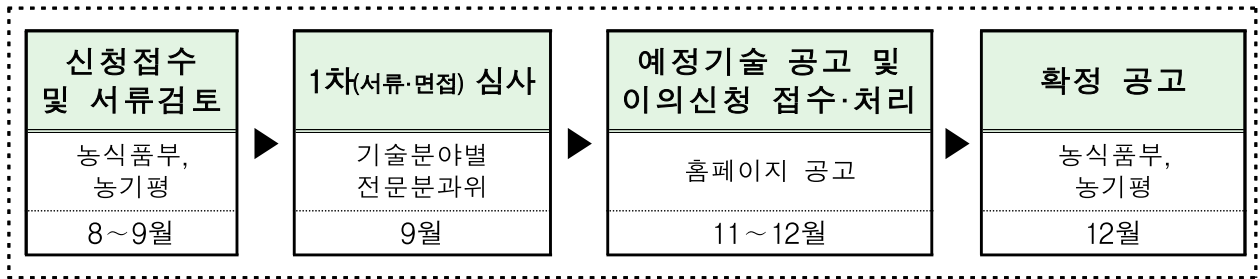 신청접수
및 서류검토
농식품부,
농기평
8~9월
▶
1차(서류·면접) 심사
기술분야별
전문분과위
9월
▶
예정기술 공고 및
이의신청 접수·처리
홈페이지 공고
11~12월
▶
확정 공고
농식품부,
농기평
12월